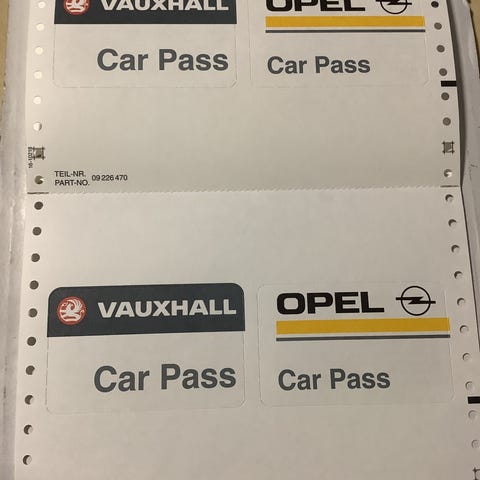 VAUXHALL
OPEL
Car Pass
Car Pass
TEIL-NR.
PART-NO. 09 226 470
VAUXHALL
OPEL
Car Pass
Car Pass